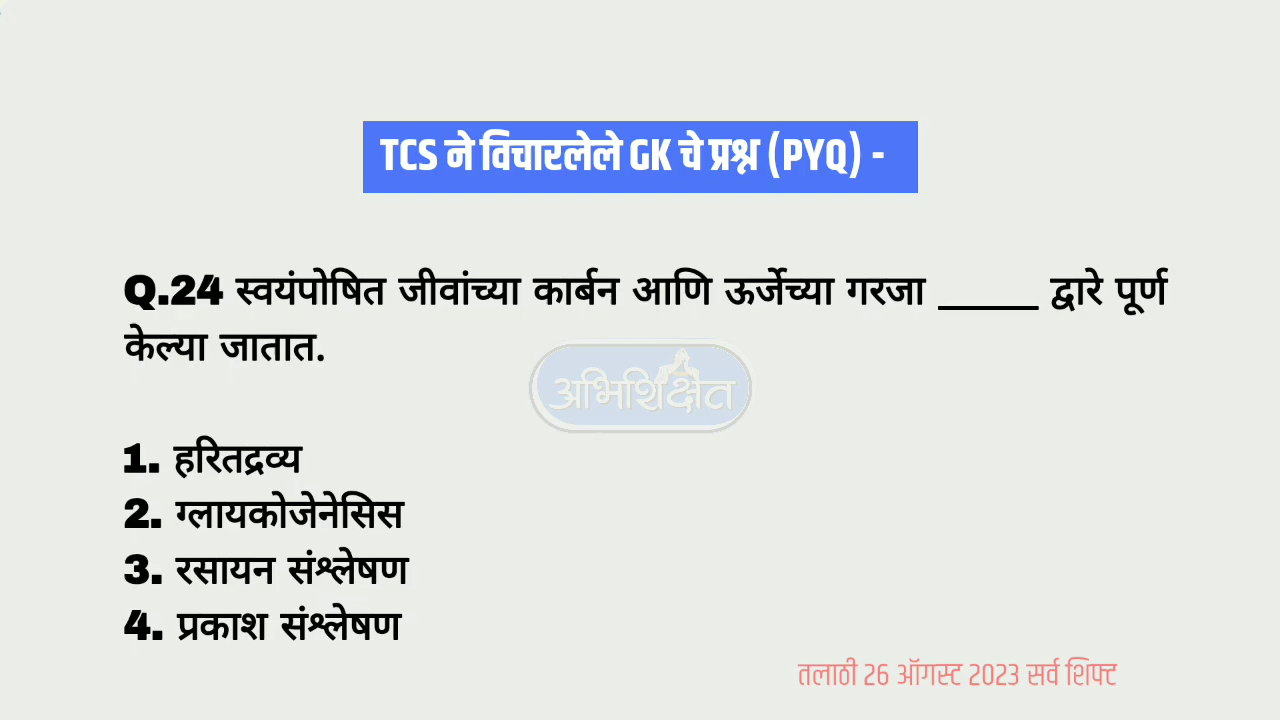 TCS ने विचारलेले GK चे प्रश्न (PYQ) -
Q.24 स्वयंपोषित जीवांच्या कार्बन आणि ऊर्जेच्या गरजा _____ द्वारे पूर्ण
केल्या जातात.
अभिशिक्षेत
1. हरितद्रव्य
2. ग्लायकोजेनेसिस
3. रसायन संश्लेषण
4. प्रकाश संश्लेषण
तलाठी 26 ऑगस्ट 2023 सर्व शिफ्ट